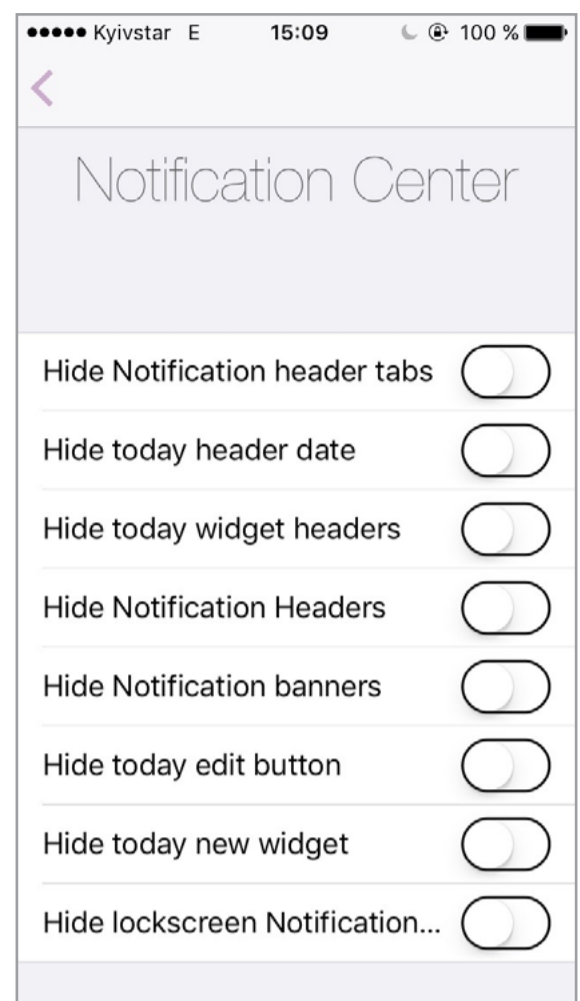 Kyivstar E 15:09 100 %
Notification Center
Hide Notification header tabs
Hide today header date
Hide today widget headers
Hide Notification Headers
Hide Notification banners
Hide today edit button
Hide today new widget
Hide lockscreen Notification...